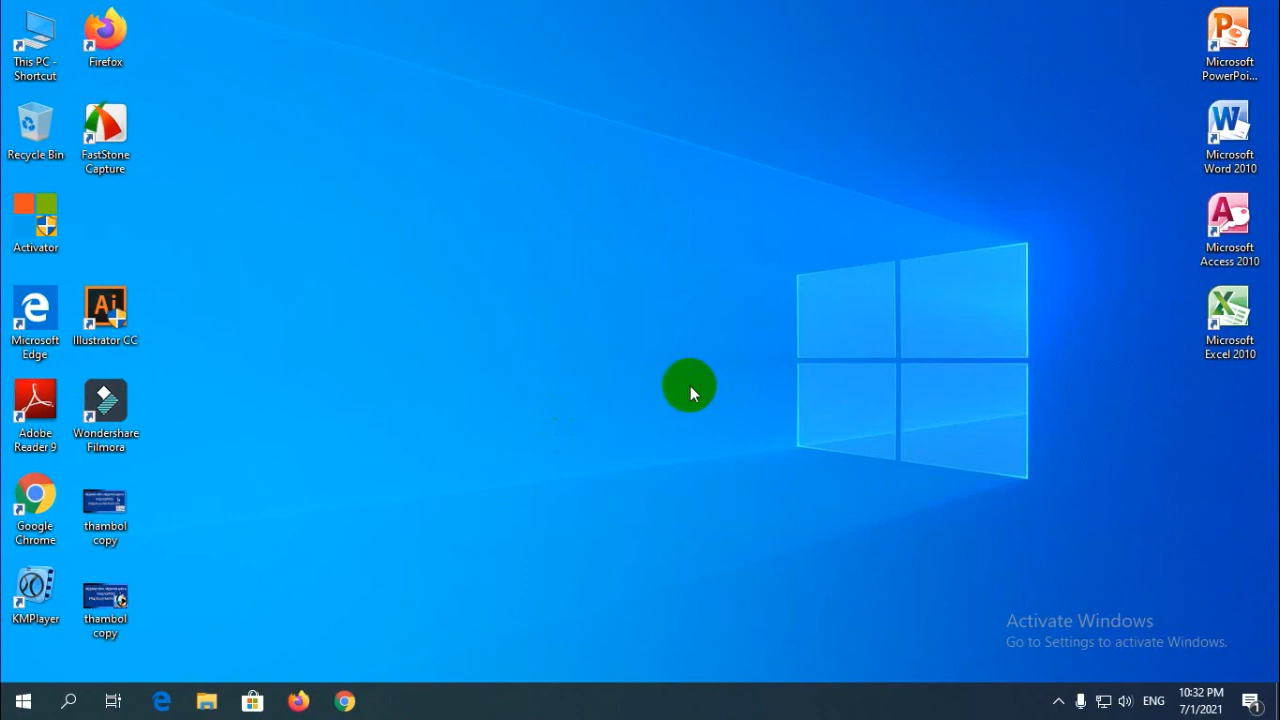 This PC -
Shortcut
Firefox
Recycle Bin
FastStone
Capture
Activator
Microsoft
Edge
Illustrator CC
Adobe
Reader 9
Wondershare
Filmora
Google
Chrome
thambol
copy
KMPlayer
thambol
copy
Microsoft
PowerPoi...
Microsoft
Word 2010
Microsoft
Access 2010
Microsoft
Excel 2010
Activate Windows
Go to Settings to activate Windows.
ENG
10:32 PM
7/1/2021
1